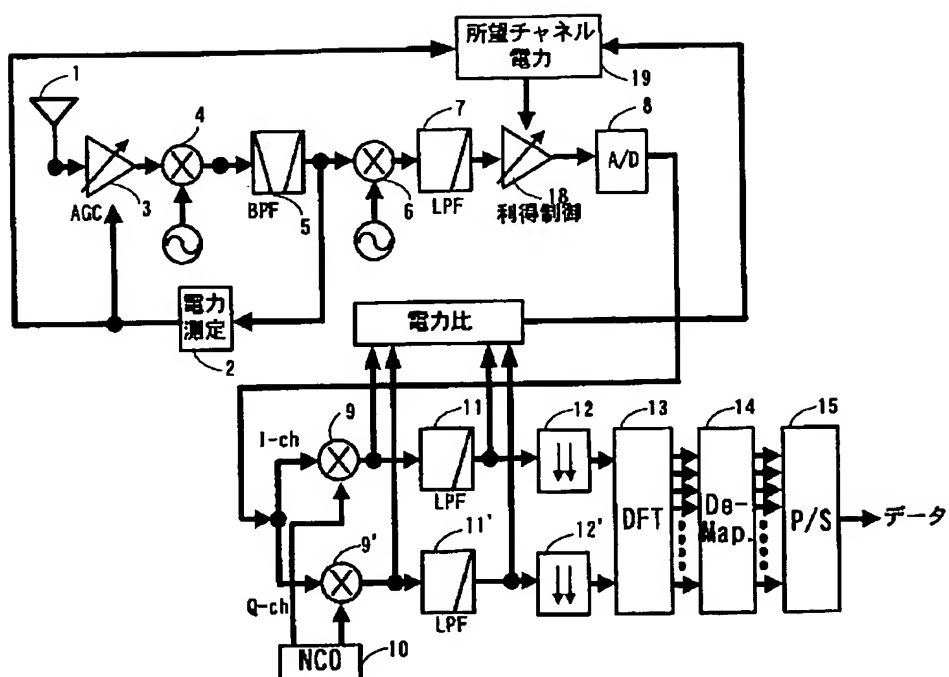 所望チャネル
電力
19
1
4
7
8
A/D
AGC
3
BPF
5
6
LPF
18
利得制御
電力
測定
2
電力比
I-ch
9
11
12
13
14
15
LPF
DFT
De-
Map.
P/S
データ
9'
11'
12'
Q-ch
LPF
NCO
10